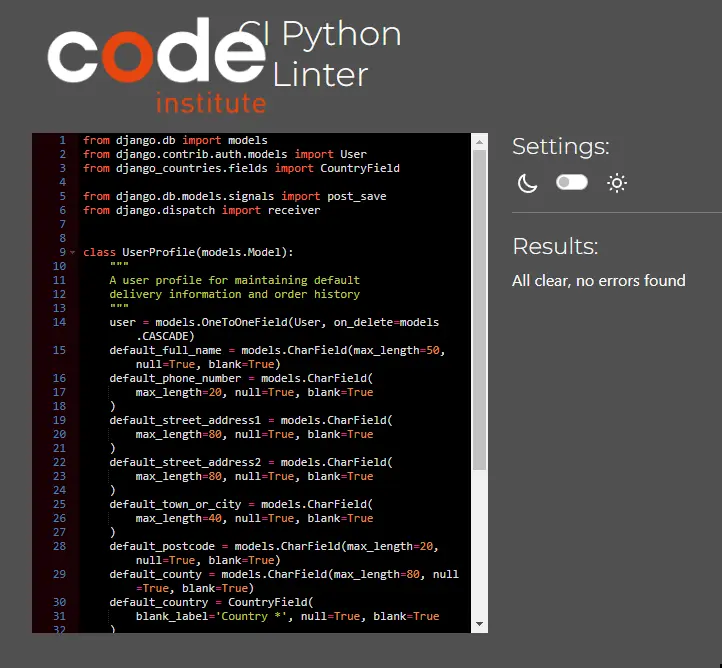 code
institute
CI Python
Linter
1 from django.db import models
2 from django.contrib.auth.models import User
3 from django_countries.fields import CountryField
4
5 from django.db.models.signals import post_save
6 from django.dispatch import receiver
7
8
9 class UserProfile(models.Model):
10 """
11 A user profile for maintaining default
12 delivery information and order history
13 """
14 user = models.OneToOneField(User, on_delete=models
.CASCADE)
15 default_full_name = models.CharField(max_length=50,
null=True, blank=True)
16 default_phone_number = models.CharField(
17 max_length=20, null=True, blank=True
18 )
19 default_street_address1 = models.CharField(
20 max_length=80, null=True, blank=True
21 )
22 default_street_address2 = models.CharField(
23 max_length=80, null=True, blank=True
24 )
25 default_town_or_city = models.CharField(
26 max_length=40, null=True, blank=True
27 )
28 default_postcode = models.CharField(max_length=20,
null=True, blank=True)
29 default_county = models.CharField(max_length=80, null
=True, blank=True)
30 default_country = CountryField(
31 blank_label='Country *', null=True, blank=True
32 )
Settings:
Results:
All clear, no errors found